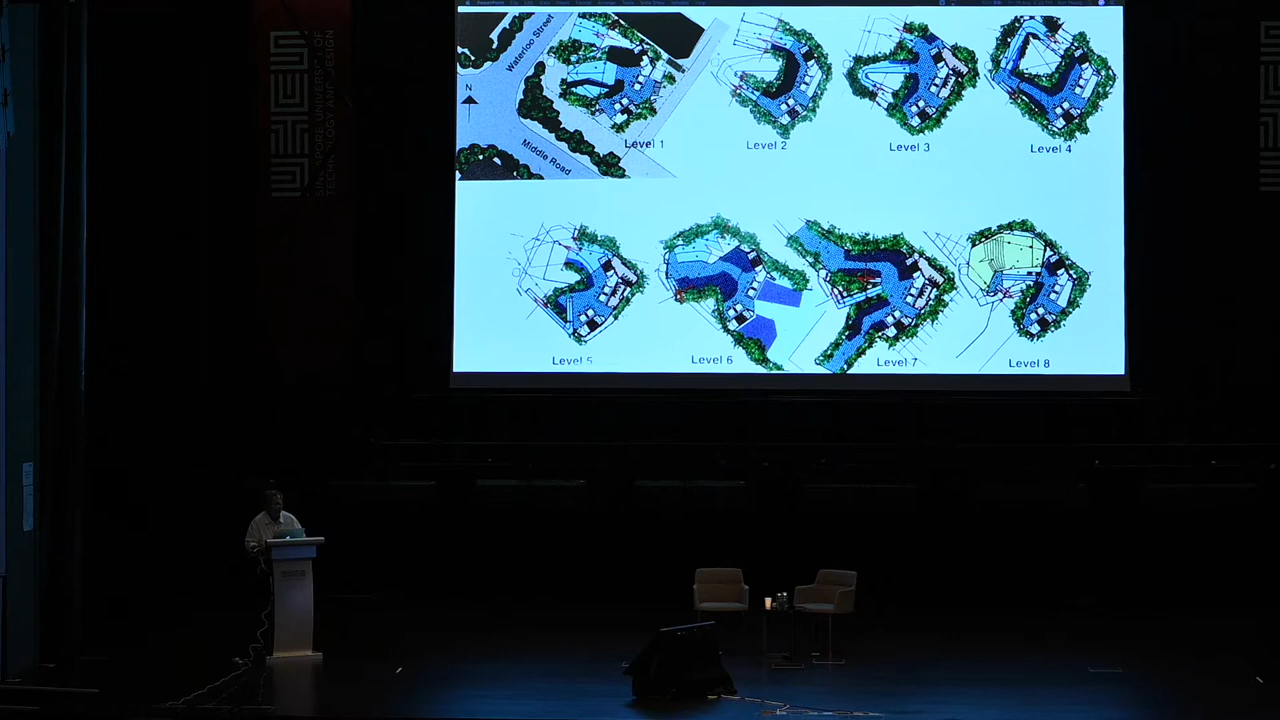 PowerPoint
Waterloo Street
N
Middle Road
Level 1
Level 2
Level 3
Level 4
Level 5
Level 6
Level 7
Level 8
SINGAPORE UNIVERSITY OF
TECHNOLOGY AND DESIGN